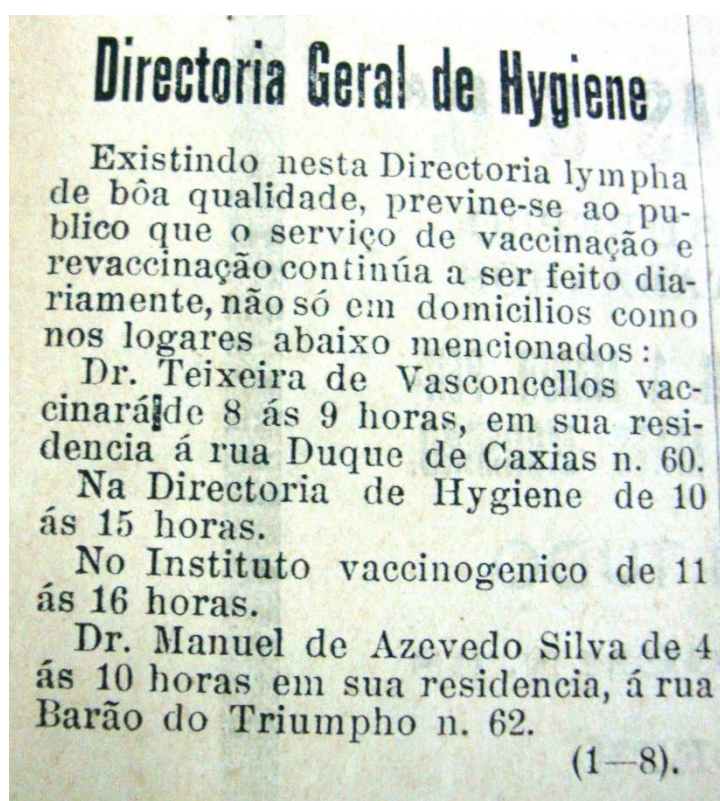 Directoria Geral de Hygiene
Existindo nesta Directoria lympha
de bôa qualidade, previne-se ao pu-
blico que o serviço de vaccinação e
revaccinação continúa a ser feito dia-
riamente, não só em domicilios como
nos logares abaixo mencionados:
Dr. Teixeira de Vasconcellos vac-
cinará de 8 ás 9 horas, em sua resi-
dencia á rua Duque de Caxias n. 60.
Na Directoria de Hygiene de 10
ás 15 horas.
No Instituto vaccinogenico de 11
ás 16 horas.
Dr. Manuel de Azevedo Silva de 4
ás 10 horas em sua residencia, á rua
Barão do Triumpho n. 62.
(1—8).